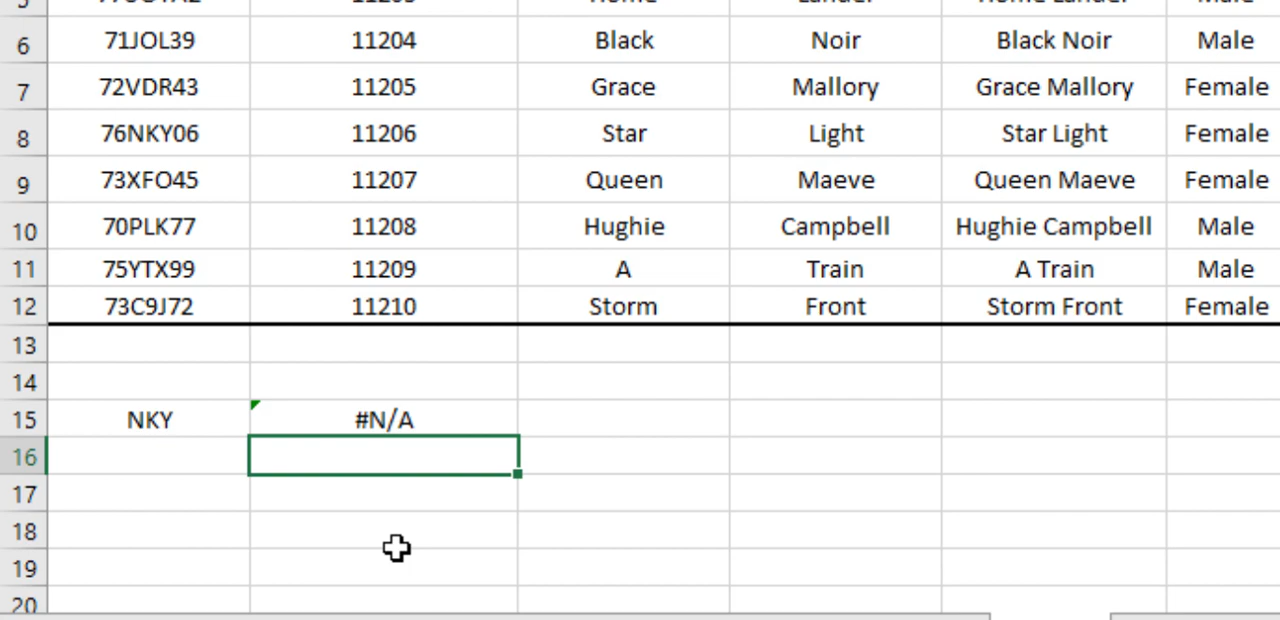 6 71JOL39 11204 Black Noir Black Noir Male
7 72VDR43 11205 Grace Mallory Grace Mallory Female
8 76NKY06 11206 Star Light Star Light Female
9 73XFO45 11207 Queen Maeve Queen Maeve Female
10 70PLK77 11208 Hughie Campbell Hughie Campbell Male
11 75YTX99 11209 A Train A Train Male
12 73C9J72 11210 Storm Front Storm Front Female
13
14
15 NKY #N/A
16
17
18
19
20